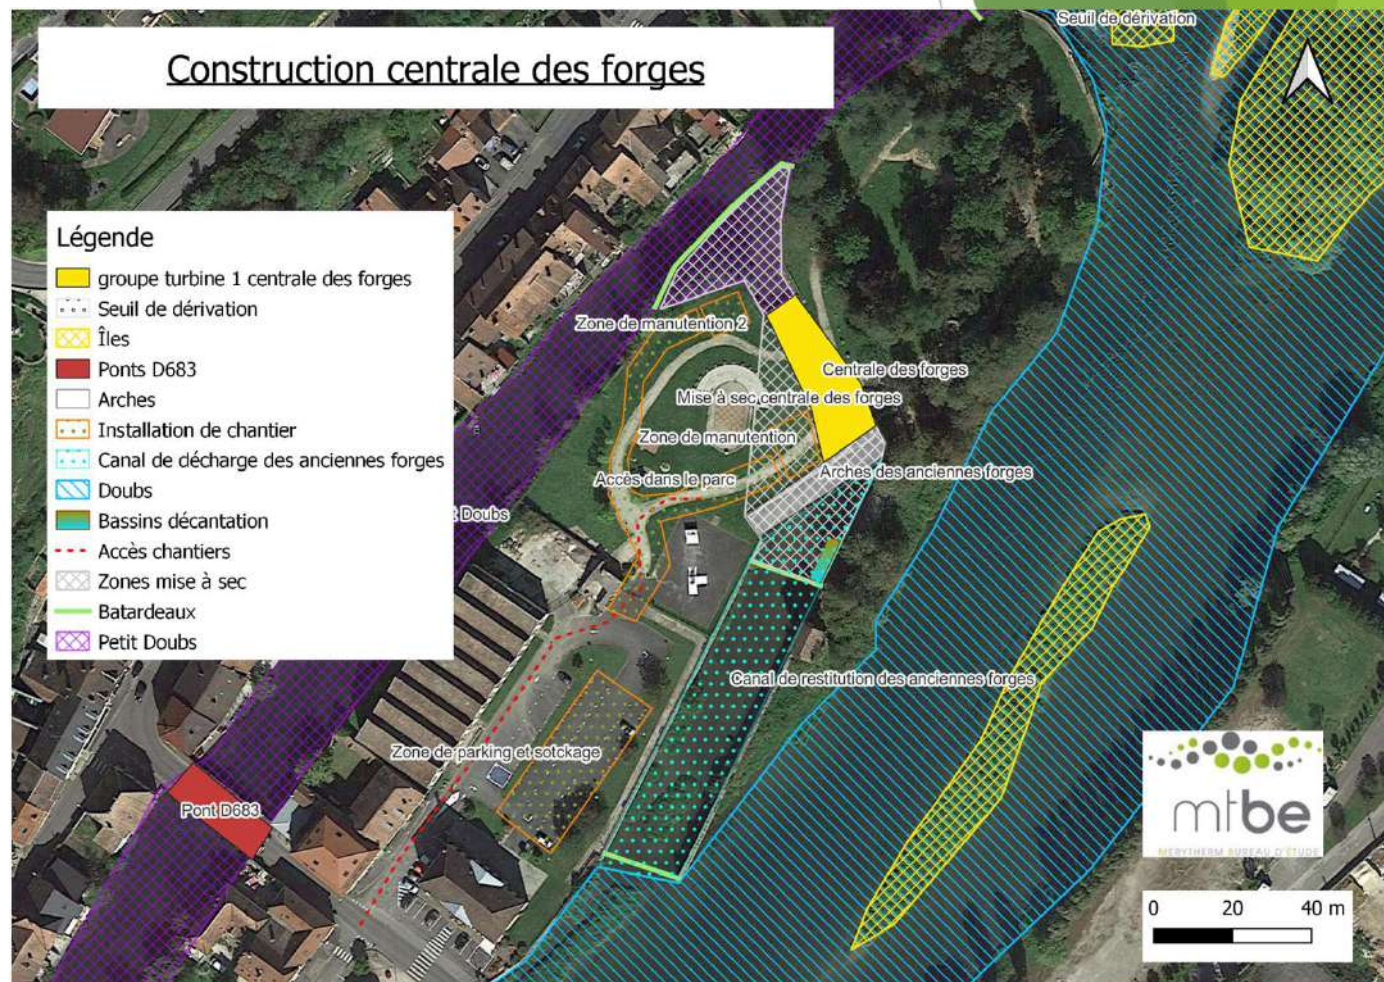 Seuil de dérivation
Construction centrale des forges
Légende
groupe turbine 1 centrale des forges
Seuil de dérivation
Îles
Ponts D683
Arches
Installation de chantier
Canal de décharge des anciennes forges
Doubs
Bassins décantation
Accès chantiers
Zones mise à sec
Batardeaux
Petit Doubs
Zone de manutention 2
Centrale des forges
Mise à sec centrale des forges
Zone de manutention
Arches des anciennes forges
Accès dans le parc
Doubs
Canal de restitution des anciennes forges
Zone de parking et sotckage
Pont D683
mtbe
MERYTHERM BUREAU D'ÉTUDE
0 20 40 m